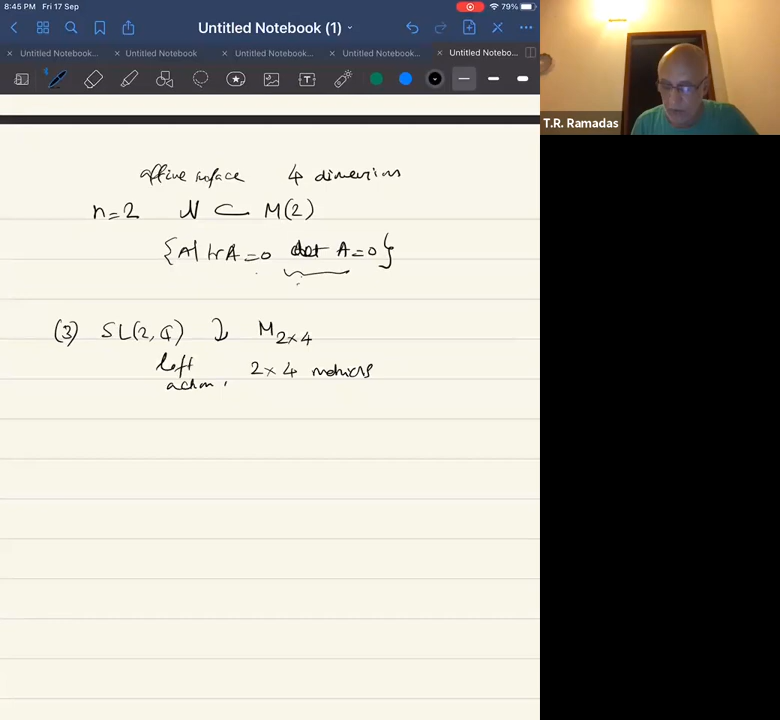 8:45 PM Fri 17 Sep
79%
Untitled Notebook (1)
Untitled Notebook... Untitled Notebook Untitled Notebook... Untitled Notebook... Untitled Notebo...
T.R. Ramadas
affine surface 4 dimensions
n=2 N ⊂ M(2)
{A| trA=0 det A=0}
(3) SL(2,C) M2×4
left 2×4 matrices
action